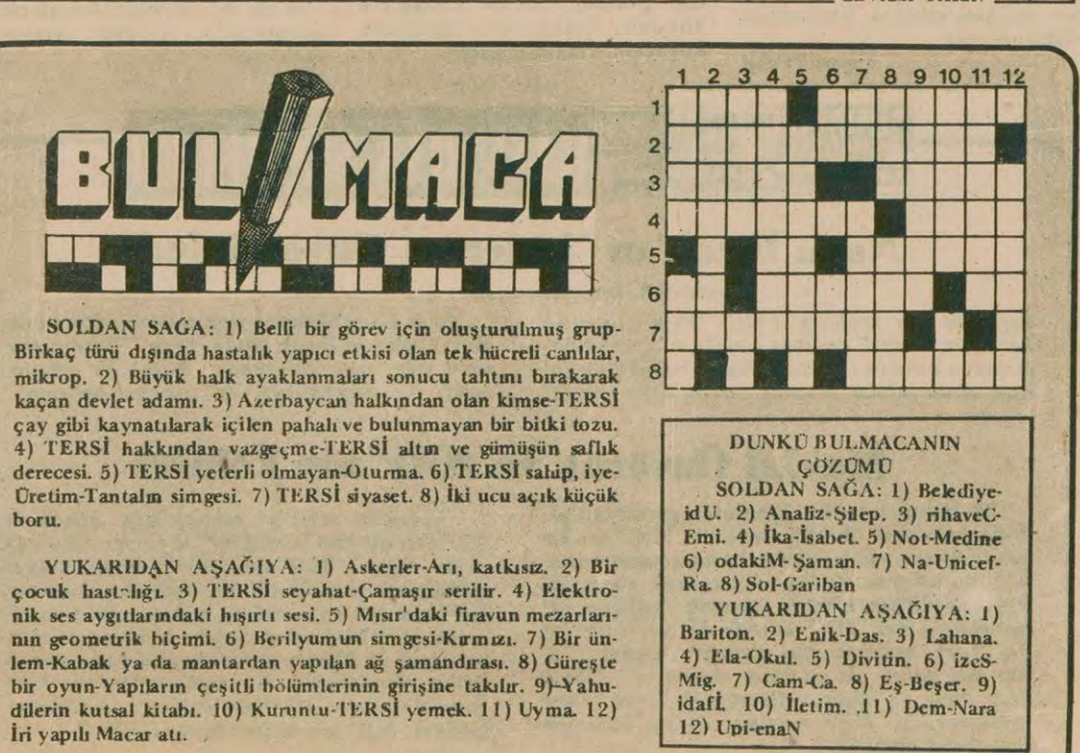 BULMACA
1 2 3 4 5 6 7 8 9 10 11 12
1
2
3
4
5
6
7
8
SOLDAN SAĞA: 1) Belli bir görev için oluşturulmuş grup-
Birkaç türü dışında hastalık yapıcı etkisi olan tek hücreli canlılar,
mikrop. 2) Büyük halk ayaklanmaları sonucu tahtını bırakarak
kaçan devlet adamı. 3) Azerbaycan halkından olan kimse-TERSİ
çay gibi kaynatılarak içilen pahalı ve bulunmayan bir bitki tozu.
4) TERSİ hakkından vazgeçme-TERSİ altın ve gümüşün saflık
derecesi. 5) TERSİ yeterli olmayan-Oturma. 6) TERSİ sahip, iye-
Üretim-Tantalın simgesi. 7) TERSİ siyaset. 8) İki ucu açık küçük
boru.
YUKARIDAN AŞAĞIYA: 1) Askerler-Arı, katkısız. 2) Bir
çocuk hastalığı. 3) TERSİ seyahat-Çamaşır serilir. 4) Elektro-
nik ses aygıtlarındaki hışırtı sesi. 5) Mısır'daki firavun mezarları-
nın geometrik biçimi. 6) Berilyumun simgesi-Kırmızı. 7) Bir ün-
lem-Kabak ya da mantardan yapılan ağ şamandırası. 8) Güreşte
bir oyun-Yapıların çeşitli bölümlerinin girişine takılır. 9) Yahu-
dilerin kutsal kitabı. 10) Kuruntu-TERSİ yemek. 11) Uyma. 12)
İri yapılı Macar atı.
DUNKÜ BULMACANIN
ÇÖZÜMÜ
SOLDAN SAĞA: 1) Belediye-
idU. 2) Analiz-Şilep. 3) rihaveC-
Emi. 4) İka-İsabet. 5) Not-Medine
6) odakiM-Şaman. 7) Na-Unicef-
Ra. 8) Sol-Gariban
YUKARIDAN AŞAĞIYA: 1)
Bariton. 2) Enik-Das. 3) Lahana.
4) Ela-Okul. 5) Divitin. 6) izcS-
Mig. 7) Cam-Ca. 8) Eş-Beşer. 9)
idafİ. 10) İletim. .11) Dem-Nara
12) Upi-enaN